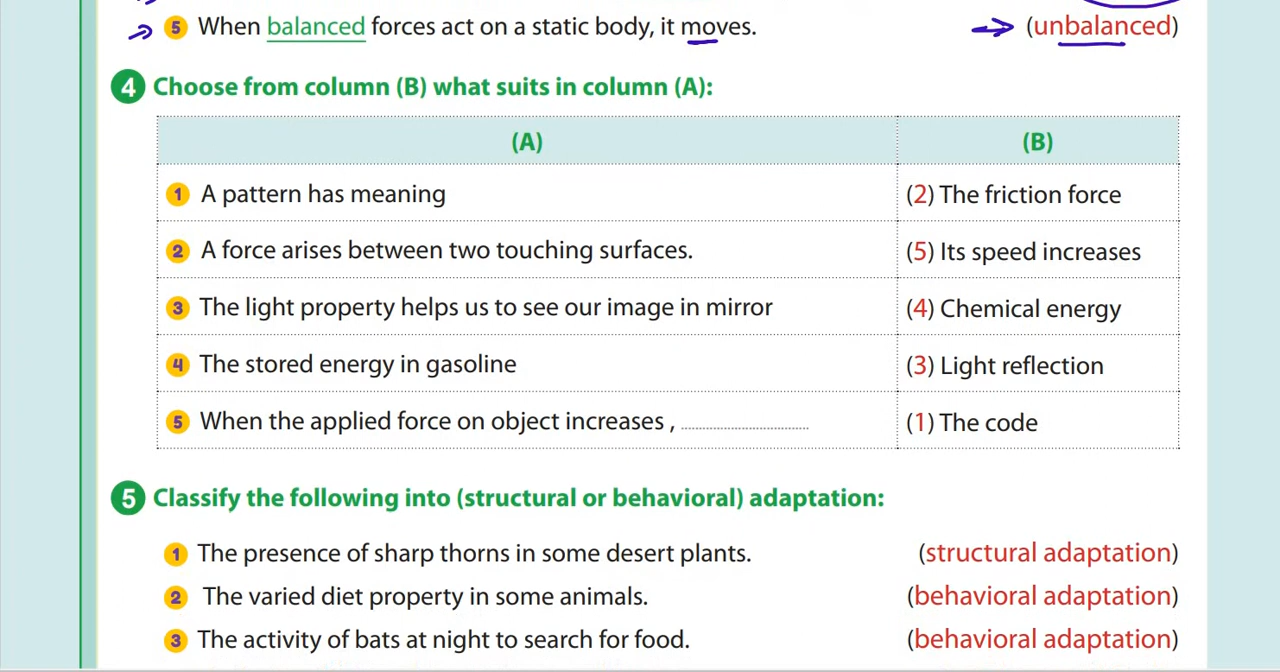 5 When balanced forces act on a static body, it moves. (unbalanced)
4 Choose from column (B) what suits in column (A):
(A) (B)
1 A pattern has meaning (2) The friction force
2 A force arises between two touching surfaces. (5) Its speed increases
3 The light property helps us to see our image in mirror (4) Chemical energy
4 The stored energy in gasoline (3) Light reflection
5 When the applied force on object increases , .............................. (1) The code
5 Classify the following into (structural or behavioral) adaptation:
1 The presence of sharp thorns in some desert plants. (structural adaptation)
2 The varied diet property in some animals. (behavioral adaptation)
3 The activity of bats at night to search for food. (behavioral adaptation)